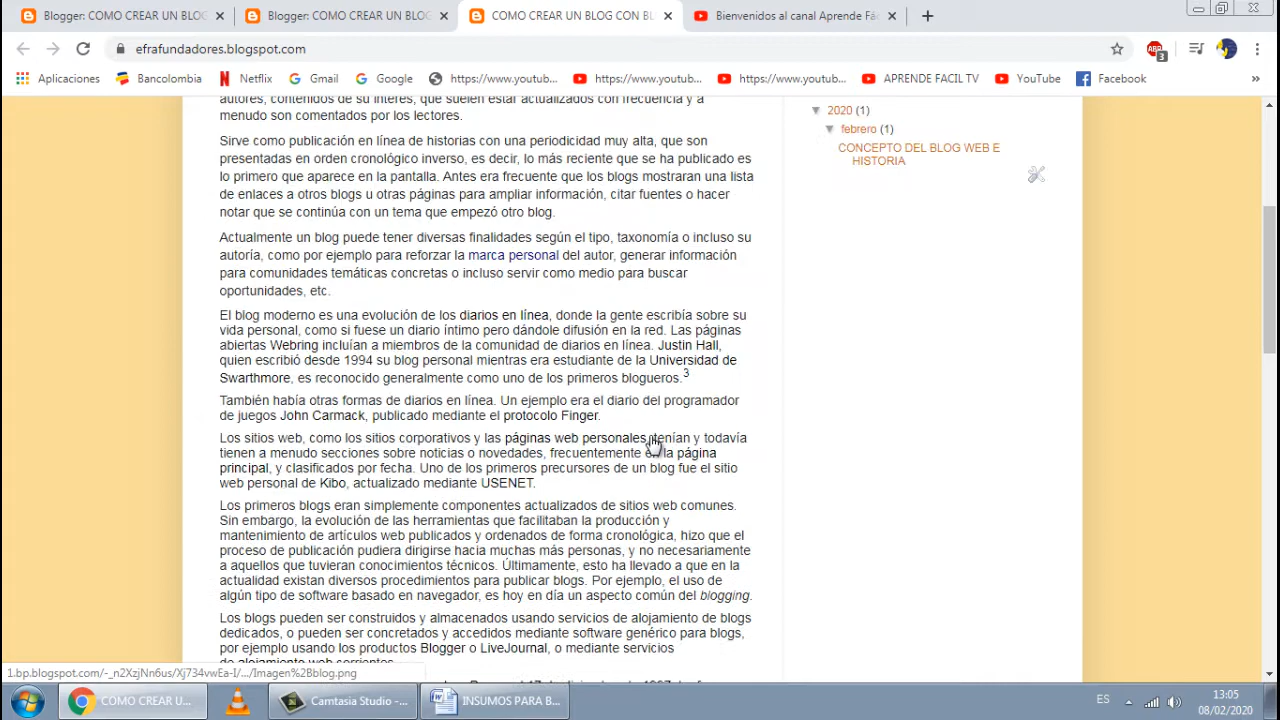 Blogger: COMO CREAR UN BLOG
Blogger: COMO CREAR UN BLOG
COMO CREAR UN BLOG CON BL
Bienvenidos al canal Aprende Fá
efrafundadores.blogspot.com
ABP
3
Aplicaciones
Bancolombia
Netflix
Gmail
Google
https://www.youtub...
https://www.youtub...
https://www.youtub...
APRENDE FACIL TV
YouTube
Facebook
»
autores, contenidos de su interés, que suelen estar actualizados con frecuencia y a
menudo son comentados por los lectores.
Sirve como publicación en línea de historias con una periodicidad muy alta, que son
presentadas en orden cronológico inverso, es decir, lo más reciente que se ha publicado es
lo primero que aparece en la pantalla. Antes era frecuente que los blogs mostraran una lista
de enlaces a otros blogs u otras páginas para ampliar información, citar fuentes o hacer
notar que se continúa con un tema que empezó otro blog.
Actualmente un blog puede tener diversas finalidades según el tipo, taxonomía o incluso su
autoría, como por ejemplo para reforzar la marca personal del autor, generar información
para comunidades temáticas concretas o incluso servir como medio para buscar
oportunidades, etc.
El blog moderno es una evolución de los diarios en línea, donde la gente escribía sobre su
vida personal, como si fuese un diario íntimo pero dándole difusión en la red. Las páginas
abiertas Webring incluían a miembros de la comunidad de diarios en línea. Justin Hall,
quien escribió desde 1994 su blog personal mientras era estudiante de la Universidad de
Swarthmore, es reconocido generalmente como uno de los primeros blogueros.3
También había otras formas de diarios en línea. Un ejemplo era el diario del programador
de juegos John Carmack, publicado mediante el protocolo Finger.
Los sitios web, como los sitios corporativos y las páginas web personales tenían y todavía
tienen a menudo secciones sobre noticias o novedades, frecuentemente en la página
principal, y clasificados por fecha. Uno de los primeros precursores de un blog fue el sitio
web personal de Kibo, actualizado mediante USENET.
Los primeros blogs eran simplemente componentes actualizados de sitios web comunes.
Sin embargo, la evolución de las herramientas que facilitaban la producción y
mantenimiento de artículos web publicados y ordenados de forma cronológica, hizo que el
proceso de publicación pudiera dirigirse hacia muchas más personas, y no necesariamente
a aquellos que tuvieran conocimientos técnicos. Últimamente, esto ha llevado a que en la
actualidad existan diversos procedimientos para publicar blogs. Por ejemplo, el uso de
algún tipo de software basado en navegador, es hoy en día un aspecto común del blogging.
Los blogs pueden ser construidos y almacenados usando servicios de alojamiento de blogs
dedicados, o pueden ser concretados y accedidos mediante software genérico para blogs,
por ejemplo usando los productos Blogger o LiveJournal, o mediante servicios
de alojamiento web corrientes.
2020 (1)
febrero (1)
CONCEPTO DEL BLOG WEB E
HISTORIA
1.bp.blogspot.com/-_n2XzjNn6us/Xj734vwEa-I/.../Imagen%2Bblog.png
COMO CREAR U...
Camtasia Studio -...
INSUMOS PARA B...
ES
13:05
08/02/2020